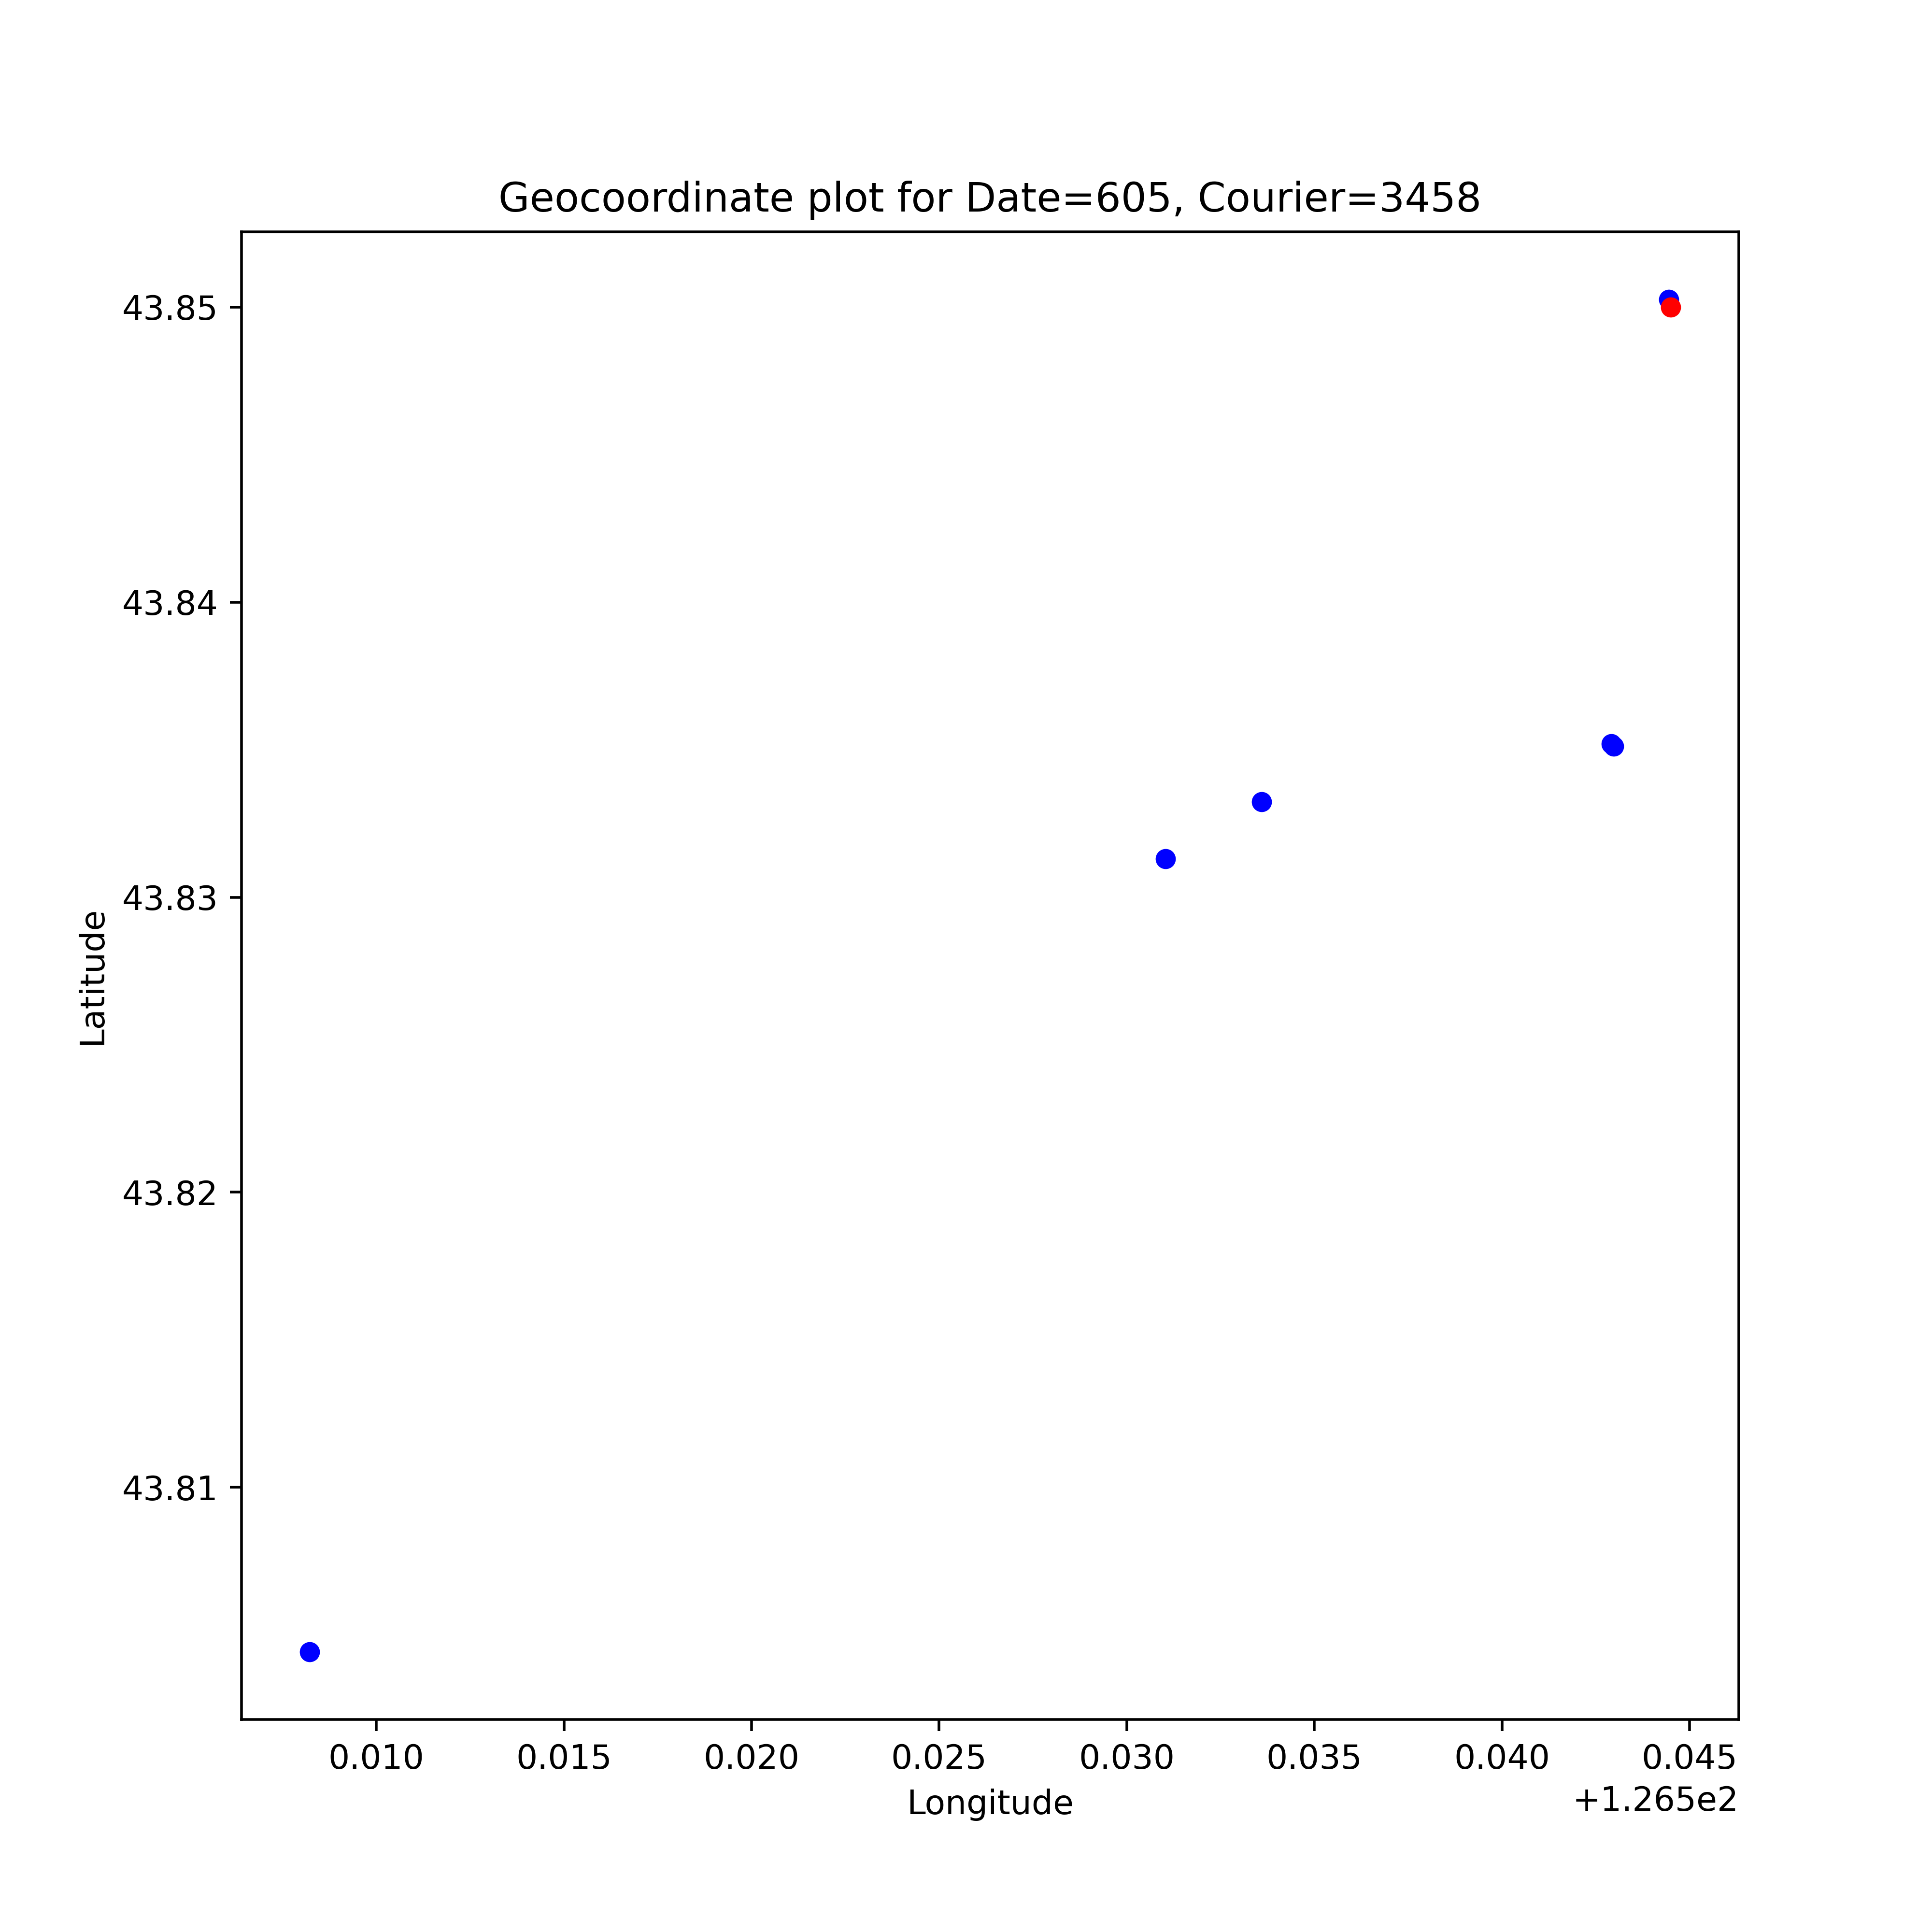 Geocoordinate plot for Date=605, Courier=3458
43.85
43.84
43.83
43.82
43.81
Latitude
0.010 0.015 0.020 0.025 0.030 0.035 0.040 0.045
+1.265e2
Longitude